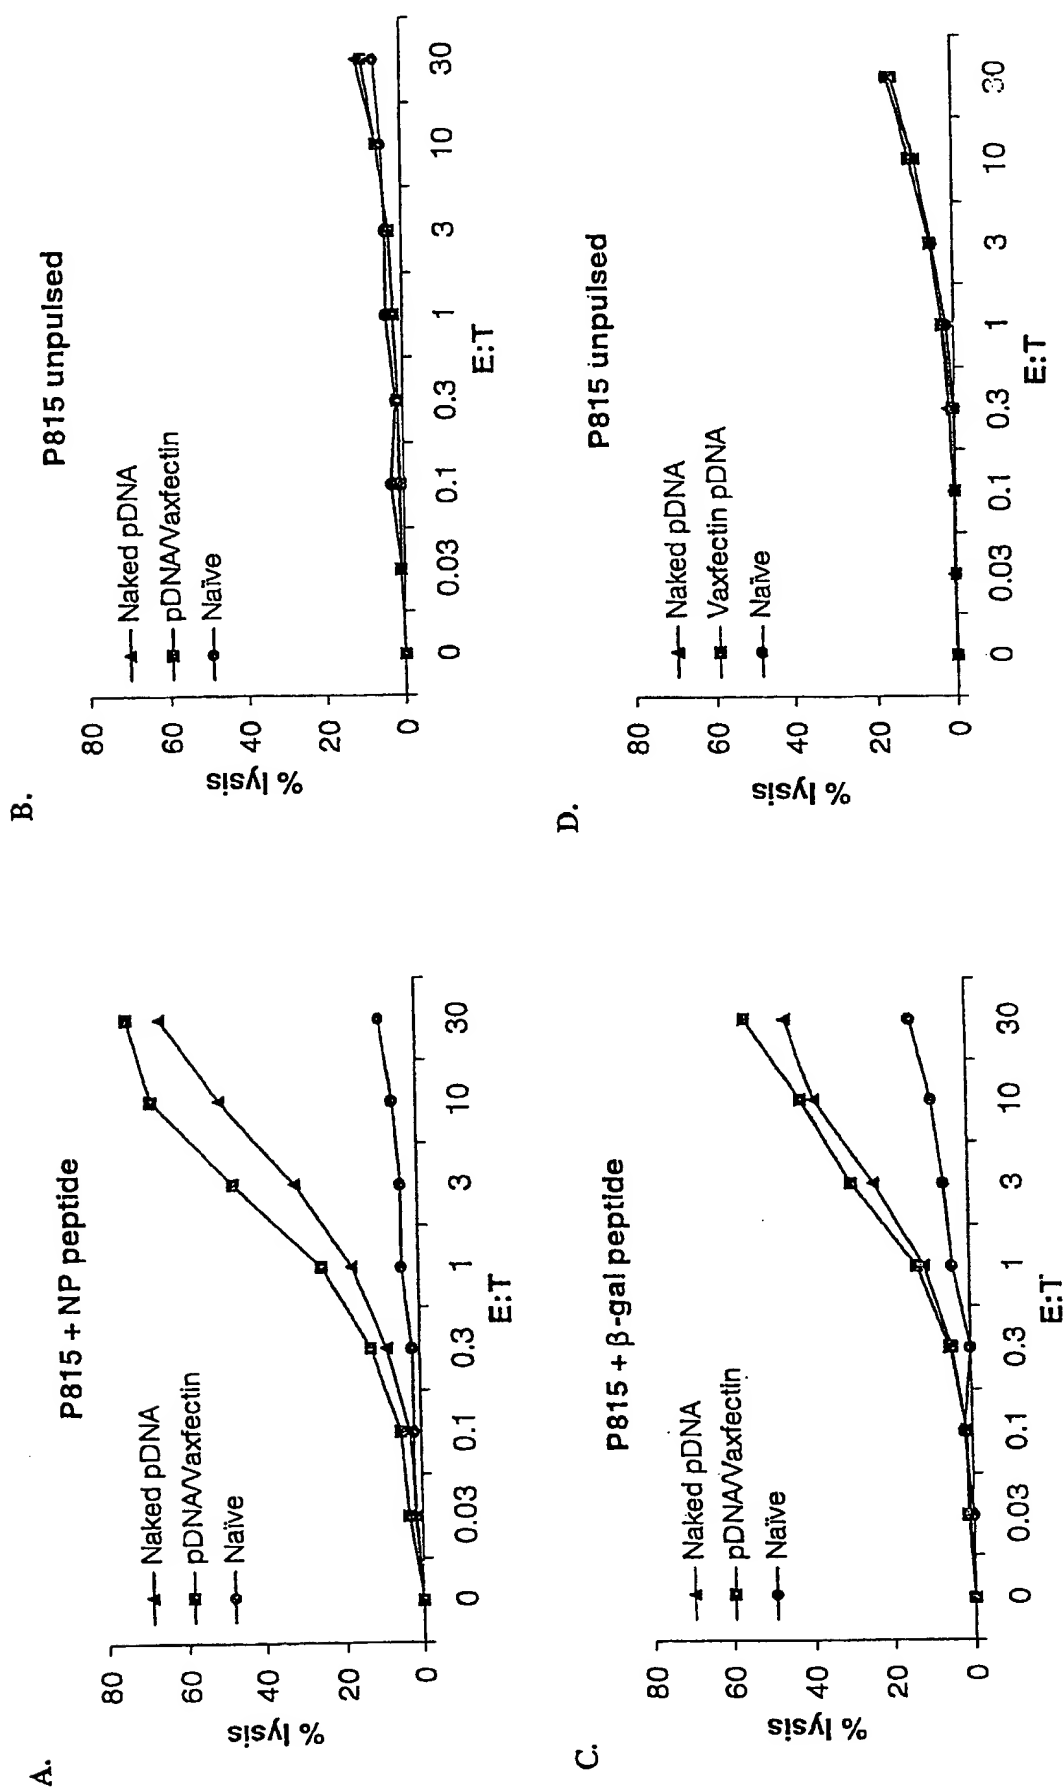 A.
P815 + NP peptide
Naked pDNA
pDNA/Vaxfectin
Naïve
80
60
40
20
0
% lysis
0 0.03 0.1 0.3 1 3 10 30
E:T
B.
P815 unpulsed
Naked pDNA
pDNA/Vaxfectin
Naïve
80
60
40
20
0
% lysis
0 0.03 0.1 0.3 1 3 10 30
E:T
C.
P815 + β-gal peptide
Naked pDNA
pDNA/Vaxfectin
Naïve
80
60
40
20
0
% lysis
0 0.03 0.1 0.3 1 3 10 30
E:T
D.
P815 unpulsed
Naked pDNA
Vaxfectin pDNA
Naïve
80
60
40
20
0
% lysis
0 0.03 0.1 0.3 1 3 10 30
E:T